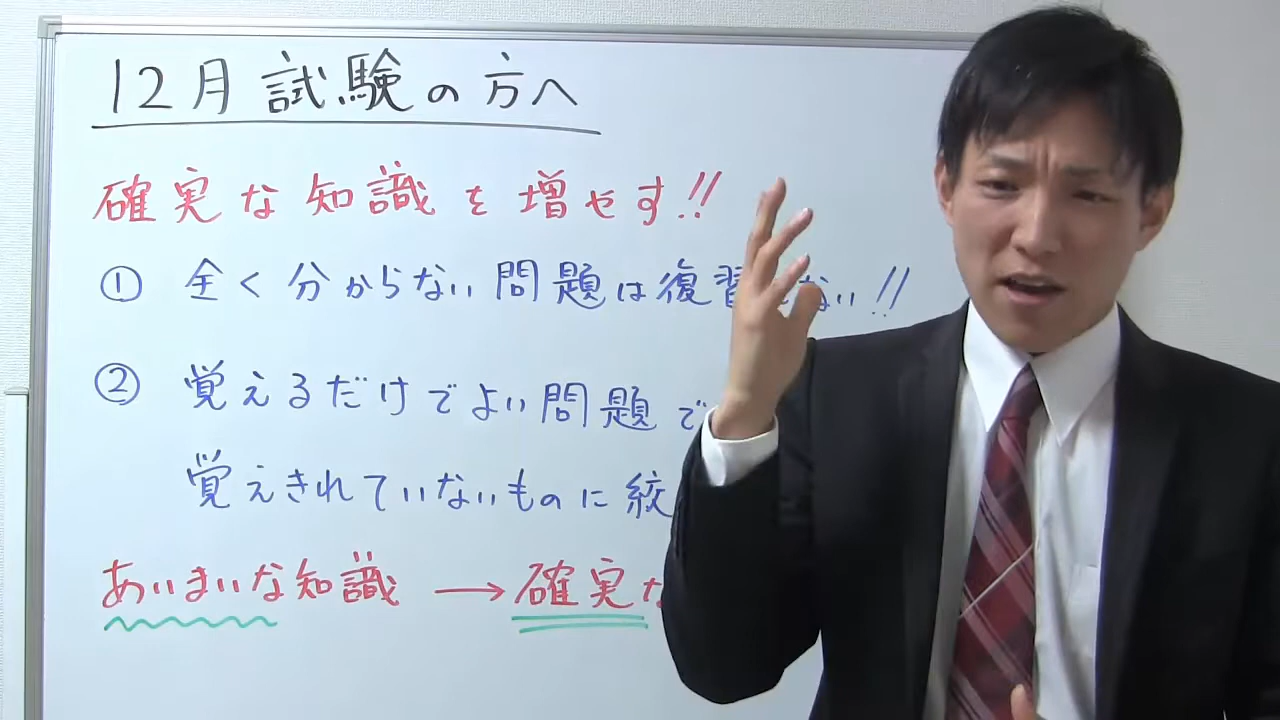 12月試験の方へ
確実な知識を増やす!!
① 全く分からない問題は復習 ない!!
② 覚えるだけでよい問題で
覚えきれていないものに絞
あいまいな知識 → 確実な